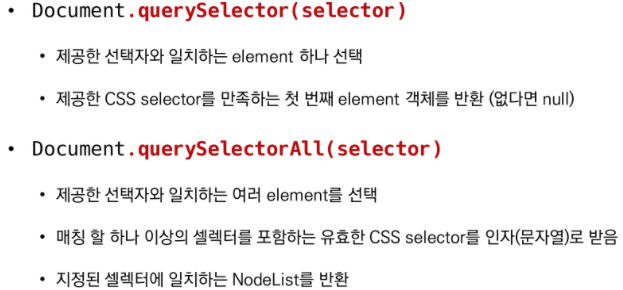 • Document.querySelector(selector)
• 제공한 선택자와 일치하는 element 하나 선택
• 제공한 CSS selector를 만족하는 첫 번째 element 객체를 반환 (없다면 null)
• Document.querySelectorAll(selector)
• 제공한 선택자와 일치하는 여러 element를 선택
• 매칭 할 하나 이상의 셀렉터를 포함하는 유효한 CSS selector를 인자(문자열)로 받음
• 지정된 셀렉터에 일치하는 NodeList를 반환